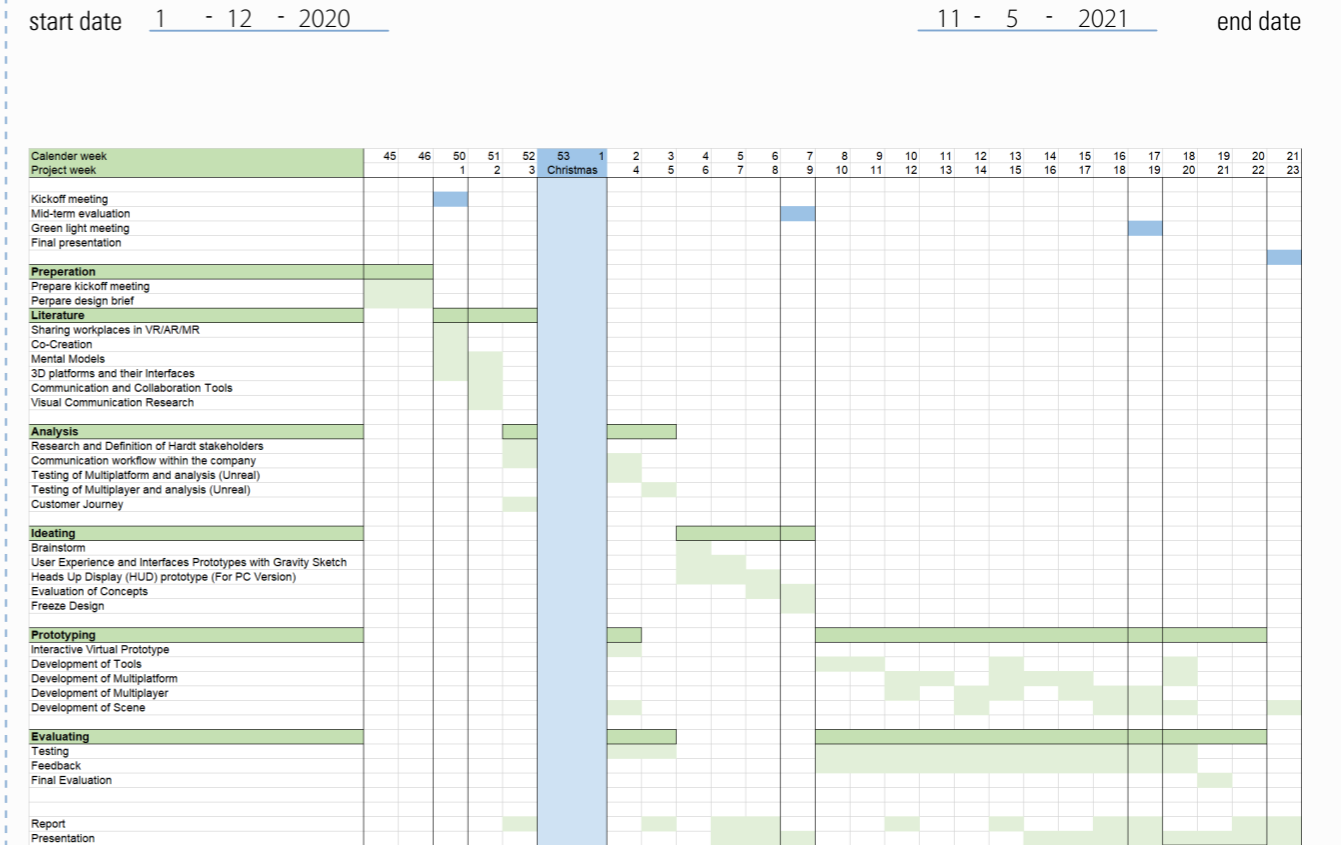 start date 1 - 12 - 2020 11 - 5 - 2021 end date
Calender week 45 46 50 51 52 53 1 2 3 4 5 6 7 8 9 10 11 12 13 14 15 16 17 18 19 20 21
Project week 1 2 3 Christmas 4 5 6 7 8 9 10 11 12 13 14 15 16 17 18 19 20 21 22 23
Kickoff meeting
Mid-term evaluation
Green light meeting
Final presentation
Preperation
Prepare kickoff meeting
Perpare design brief
Literature
Sharing workplaces in VR/AR/MR
Co-Creation
Mental Models
3D platforms and their Interfaces
Communication and Collaboration Tools
Visual Communication Research
Analysis
Research and Definition of Hardt stakeholders
Communication workflow within the company
Testing of Multiplatform and analysis (Unreal)
Testing of Multiplayer and analysis (Unreal)
Customer Journey
Ideating
Brainstorm
User Experience and Interfaces Prototypes with Gravity Sketch
Heads Up Display (HUD) prototype (For PC Version)
Evaluation of Concepts
Freeze Design
Prototyping
Interactive Virtual Prototype
Development of Tools
Development of Multiplatform
Development of Multiplayer
Development of Scene
Evaluating
Testing
Feedback
Final Evaluation
Report
Presentation